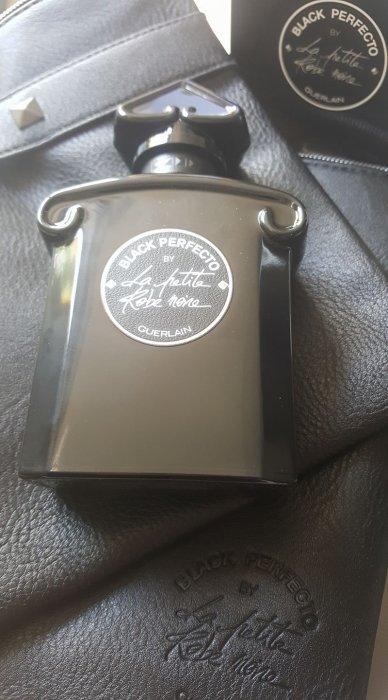 BLACK PERFECTO
BY
La petite
Robe noire
GUERLAIN
BLACK PERFECTO
BY
La petite
Robe noire
GUERLAIN
BLACK PERFECTO
BY
La petite
Robe noire